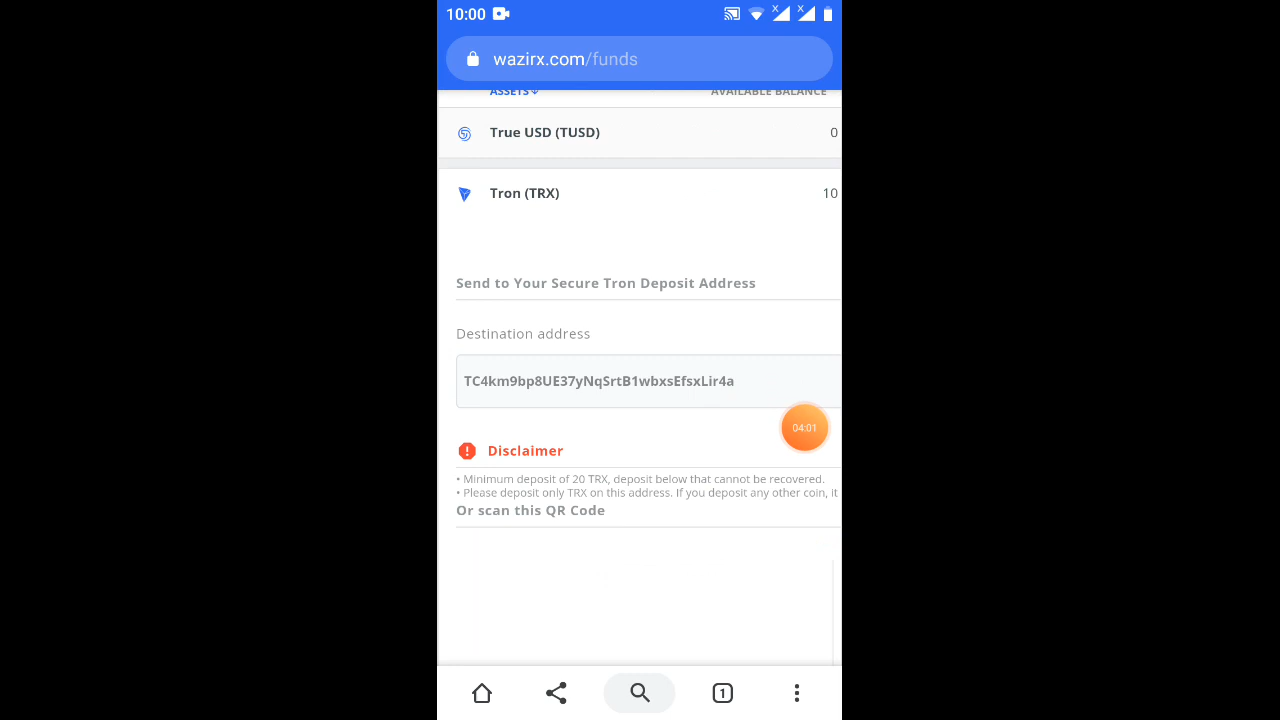 10:00
wazirx.com/funds
ASSETS AVAILABLE BALANCE
True USD (TUSD) 0
Tron (TRX) 10
Send to Your Secure Tron Deposit Address
Destination address
TC4km9bp8UE37yNqSrtB1wbxsEfsxLir4a
04:01
Disclaimer
• Minimum deposit of 20 TRX, deposit below that cannot be recovered.
• Please deposit only TRX on this address. If you deposit any other coin, it
Or scan this QR Code
1